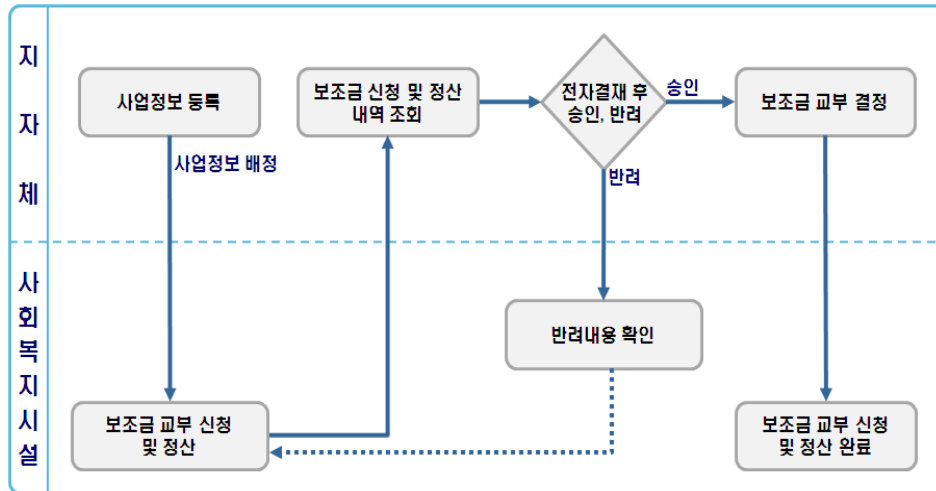 지자체
사업정보 등록
사업정보 배정
보조금 신청 및 정산
내역 조회
전자결재 후
승인, 반려
승인
반려
보조금 교부 결정
사회복지시설
보조금 교부 신청
및 정산
반려내용 확인
보조금 교부 신청
및 정산 완료